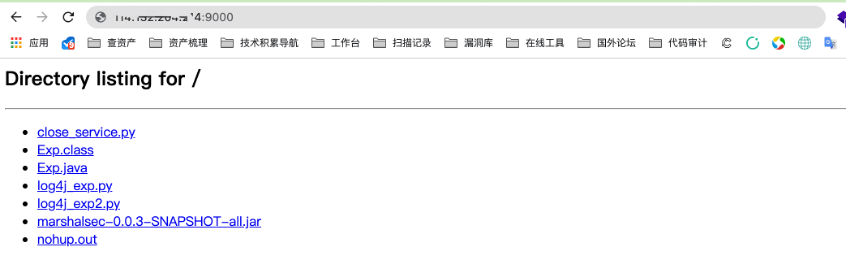 4:9000
应用 查资产 资产梳理 技术积累导航 工作台 扫描记录 漏洞库 在线工具 国外论坛 代码审计
Directory listing for /
close_service.py
Exp.class
Exp.java
log4j_exp.py
log4j_exp2.py
marshalsec-0.0.3-SNAPSHOT-all.jar
nohup.out